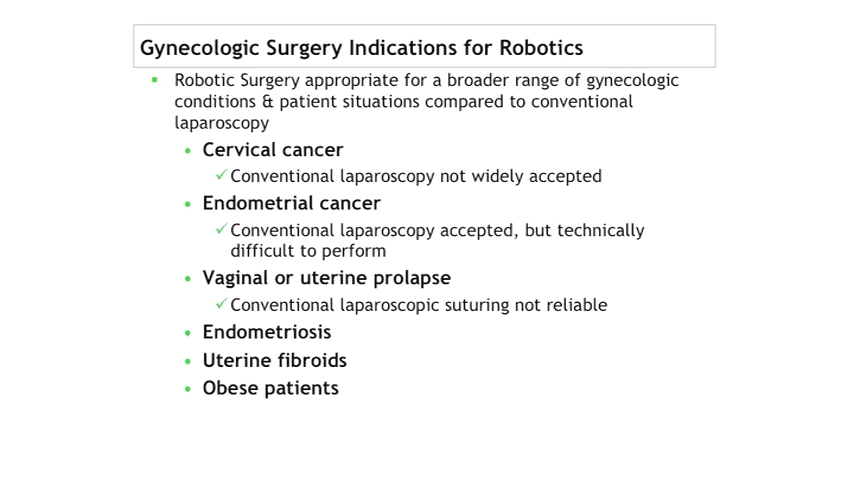 Gynecologic Surgery Indications for Robotics
▪ Robotic Surgery appropriate for a broader range of gynecologic
conditions & patient situations compared to conventional
laparoscopy
• Cervical cancer
✓Conventional laparoscopy not widely accepted
• Endometrial cancer
✓Conventional laparoscopy accepted, but technically
difficult to perform
• Vaginal or uterine prolapse
✓Conventional laparoscopic suturing not reliable
• Endometriosis
• Uterine fibroids
• Obese patients